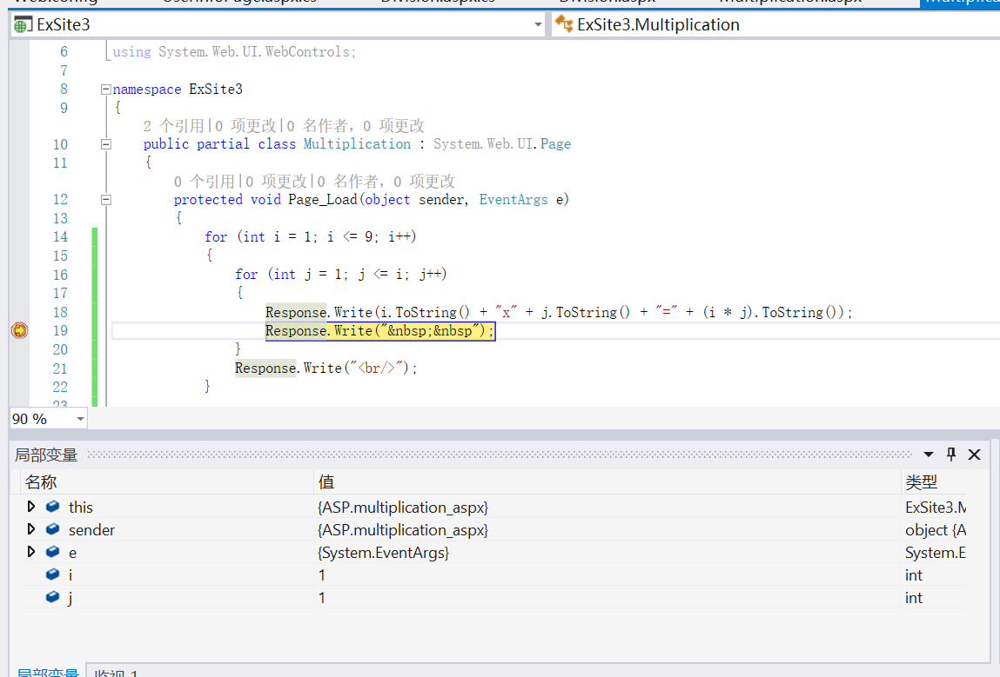 ExSite3
ExSite3.Multiplication
6 using System.Web.UI.WebControls;
7
8 namespace ExSite3
9 {
2 个引用|0 项更改|0 名作者，0 项更改
10 public partial class Multiplication : System.Web.UI.Page
11 {
0 个引用|0 项更改|0 名作者，0 项更改
12 protected void Page_Load(object sender, EventArgs e)
13 {
14 for (int i = 1; i <= 9; i++)
15 {
16 for (int j = 1; j <= i; j++)
17 {
18 Response.Write(i.ToString() + "x" + j.ToString() + "=" + (i * j).ToString());
19 Response.Write("&nbsp;&nbsp");
20 }
21 Response.Write("<br/>");
22 }
23
90 %
局部变量
名称 值 类型
this {ASP.multiplication_aspx} ExSite3.M
sender {ASP.multiplication_aspx} object {A
e {System.EventArgs} System.E
i 1 int
j 1 int
局部变量 监视 1